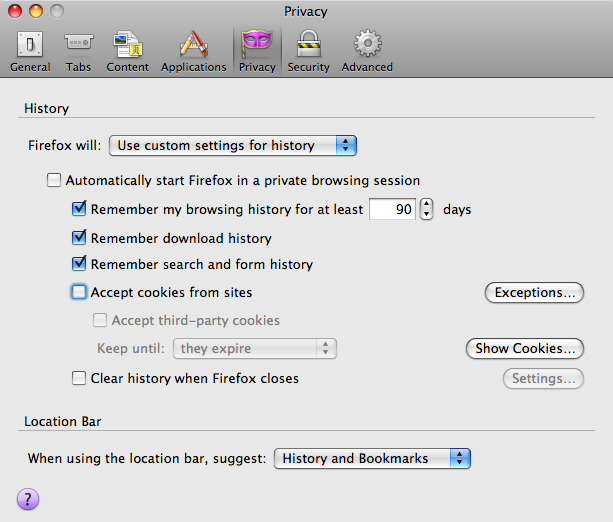 Privacy
General Tabs Content Applications Privacy Security Advanced
History
Firefox will: Use custom settings for history
Automatically start Firefox in a private browsing session
Remember my browsing history for at least 90 days
Remember download history
Remember search and form history
Accept cookies from sites Exceptions...
Accept third-party cookies
Keep until: they expire Show Cookies...
Clear history when Firefox closes Settings...
Location Bar
When using the location bar, suggest: History and Bookmarks
?